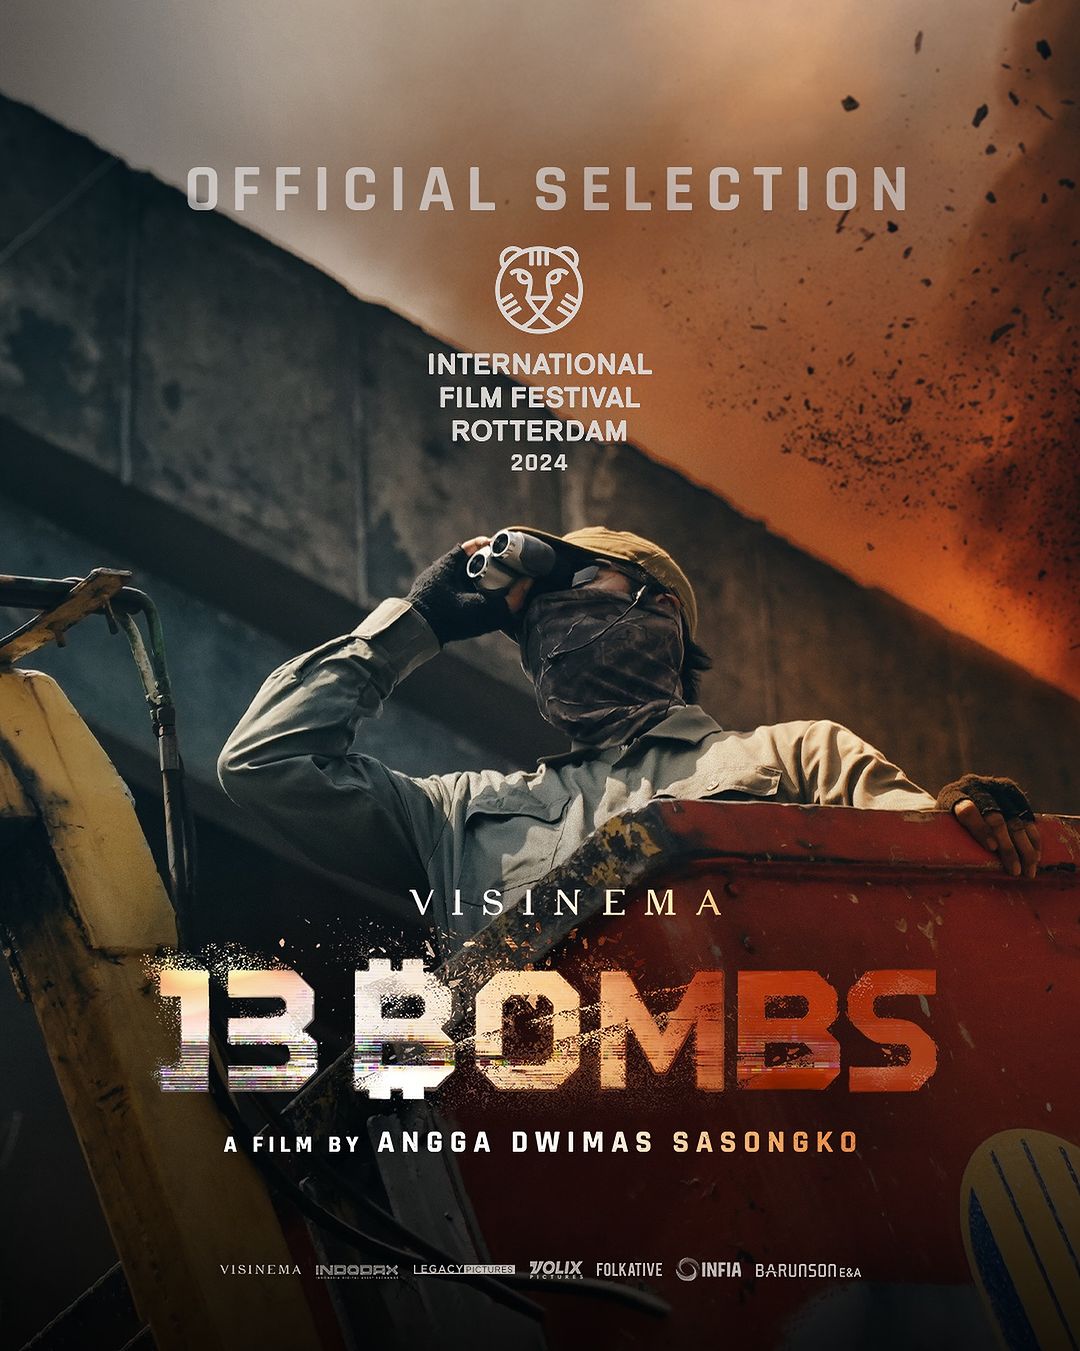 OFFICIAL SELECTION
INTERNATIONAL
FILM FESTIVAL
ROTTERDAM
2024
VISINEMA
13 BOMBS
A FILM BY ANGGA DWIMAS SASONGKO
VISINEMA INDODAX LEGACY PICTURES VOLIX PICTURES FOLKATIVE INFIA BARUNSON E&A